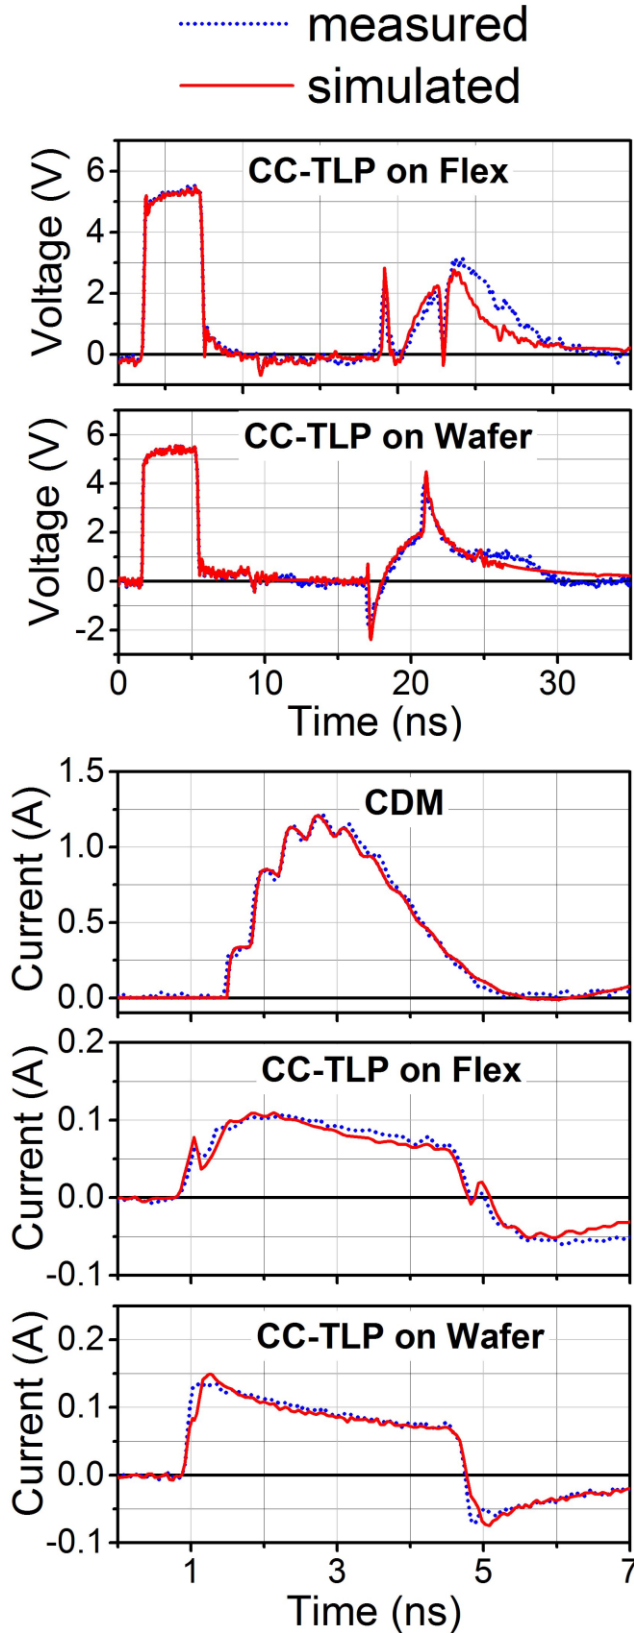 measured
simulated
CC-TLP on Flex
Voltage (V)
6
4
2
0
CC-TLP on Wafer
Voltage (V)
6
4
2
0
-2
0 10 20 30
Time (ns)
CDM
Current (A)
1.5
1.0
0.5
0.0
CC-TLP on Flex
Current (A)
0.2
0.1
0.0
-0.1
CC-TLP on Wafer
Current (A)
0.2
0.1
0.0
-0.1
1 3 5 7
Time (ns)